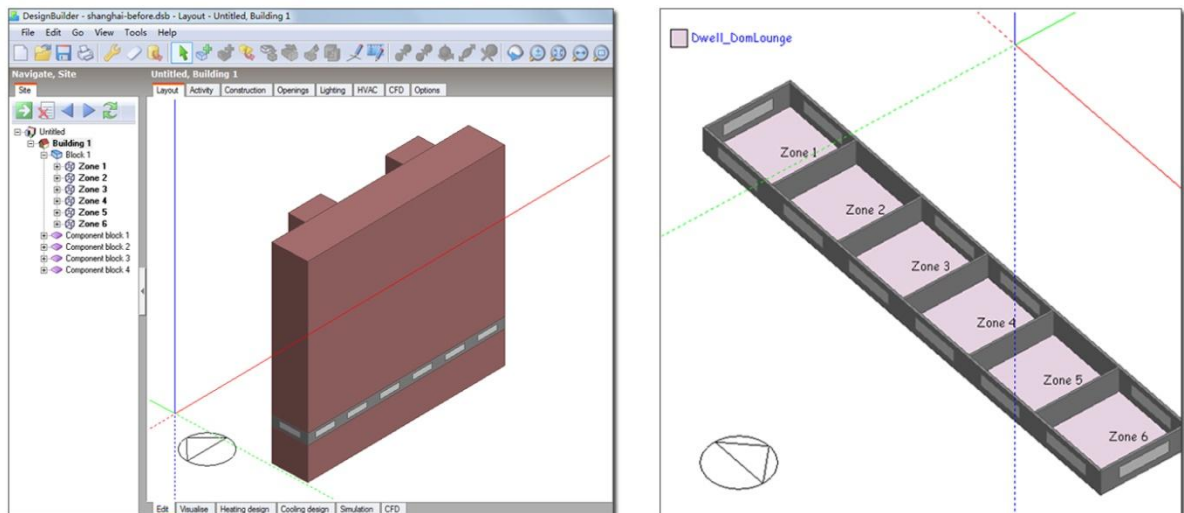 DesignBuilder - shanghai-before.dsb - Layout - Untitled, Building 1
File Edit Go View Tools Help
Navigate, Site
Untitled, Building 1
Site
Layout Activity Construction Openings Lighting HVAC CFD Options
Untitled
Building 1
Block 1
Zone 1
Zone 2
Zone 3
Zone 4
Zone 5
Zone 6
Component block 1
Component block 2
Component block 3
Component block 4
Edit Visualise Heating design Cooling design Simulation CFD
Dwell_DomLounge
Zone 1
Zone 2
Zone 3
Zone 4
Zone 5
Zone 6